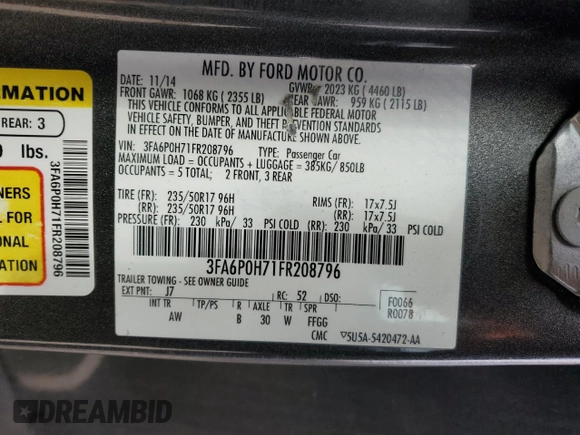 RMATION
REAR: 3
lbs.
NERS
L FOR
ONAL
ATION
3FA6P0H71FR208796
MFD. BY FORD MOTOR CO.
DATE: 11/14 GVWR: 2023 KG ( 4460 LB)
FRONT GAWR: 1068 KG ( 2355 LB) REAR GAWR: 959 KG ( 2115 LB)
THIS VEHICLE CONFORMS TO ALL APPLICABLE FEDERAL MOTOR
VEHICLE SAFETY, BUMPER, AND THEFT PREVENTION STANDARDS
IN EFFECT ON THE DATE OF MANUFACTURE SHOWN ABOVE.
VIN: 3FA6P0H71FR208796 TYPE: Passenger Car
MAXIMUM LOAD = OCCUPANTS + LUGGAGE = 385KG/ 850LB
OCCUPANTS = 5 TOTAL; 2 FRONT, 3 REAR
TIRE (FR): 235/50R17 96H RIMS (FR): 17x7.5J
(RR): 235/50R17 96H (RR): 17x7.5J
PRESSURE (FR): 230 kPa/ 33 PSI COLD (RR): 230 kPa/ 33 PSI COLD
3FA6P0H71FR208796
TRAILER TOWING - SEE OWNER GUIDE
EXT PNT: J7 RC: 52 DSO:
INT TR TP/PS R AXLE TR SPR
AW B 30 W FFGG
F0066
R0078
CMC 5U5A-5420472-AA
DREAMBID